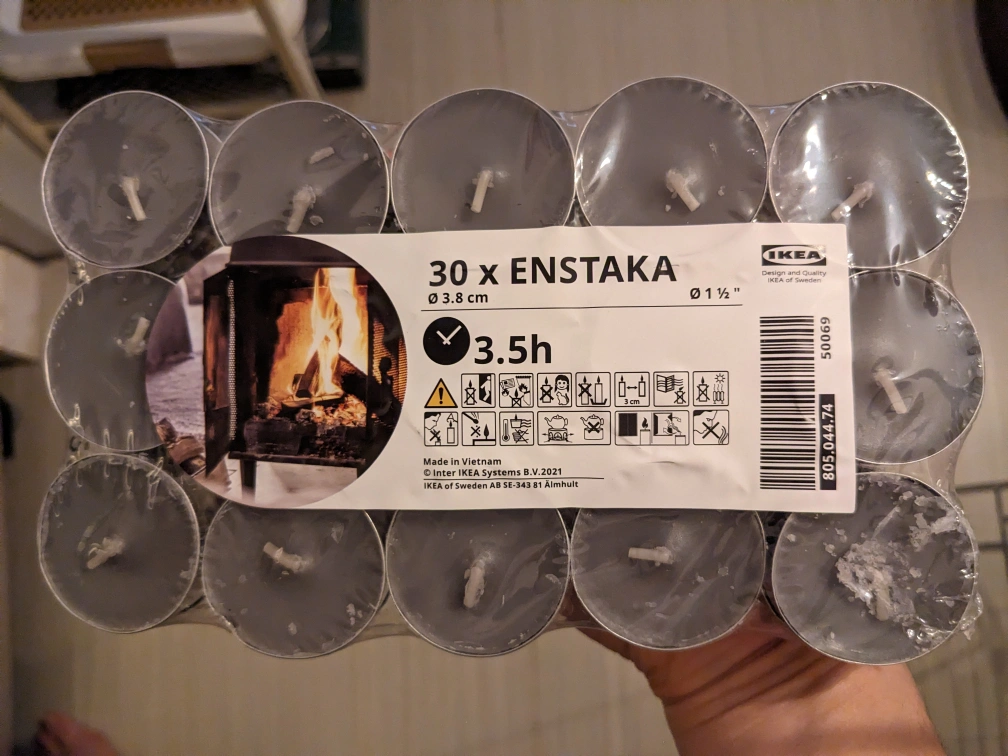 30 x ENSTAKA
Ø 3.8 cm
Ø 1 ½ "
IKEA
Design and Quality
IKEA of Sweden
3.5h
3 cm
Made in Vietnam
© Inter IKEA Systems B.V.2021
IKEA of Sweden AB SE-343 81 Älmhult
50069
805.044.74